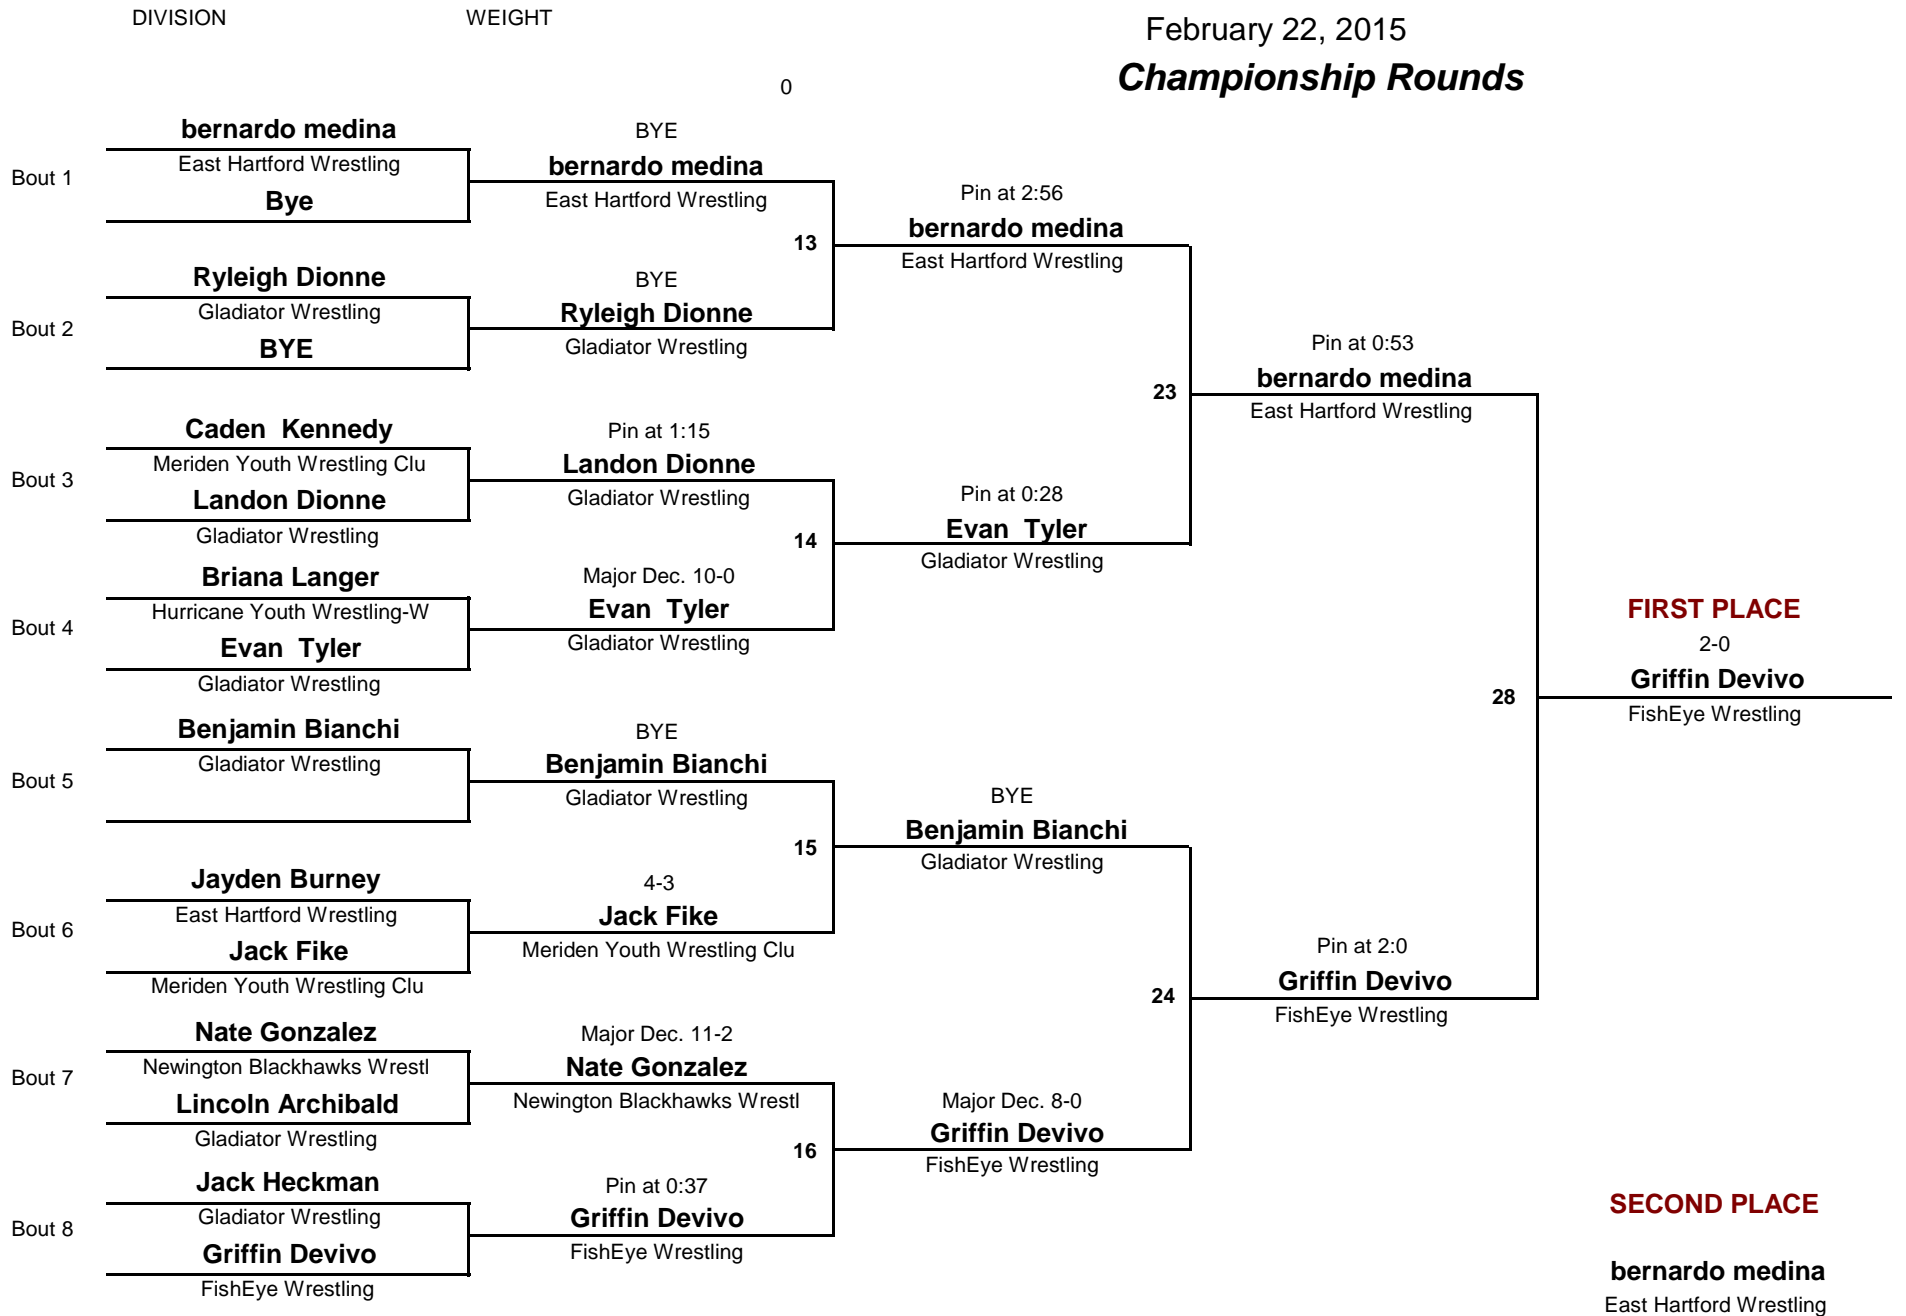 DIVISION WEIGHT
February 22, 2015
Championship Rounds
0
bernardo medina
East Hartford Wrestling
Bout 1
Bye
BYE
bernardo medina
East Hartford Wrestling
13
Pin at 2:56
bernardo medina
East Hartford Wrestling
Ryleigh Dionne
Gladiator Wrestling
Bout 2
BYE
BYE
Ryleigh Dionne
Gladiator Wrestling
23
Pin at 0:53
bernardo medina
East Hartford Wrestling
Caden  Kennedy
Meriden Youth Wrestling Clu
Bout 3
Landon Dionne
Gladiator Wrestling
Pin at 1:15
Landon Dionne
Gladiator Wrestling
14
Pin at 0:28
Evan  Tyler
Gladiator Wrestling
Briana Langer
Hurricane Youth Wrestling-W
Bout 4
Evan  Tyler
Gladiator Wrestling
Major Dec. 10-0
Evan  Tyler
Gladiator Wrestling
28
FIRST PLACE
2-0
Griffin Devivo
FishEye Wrestling
Benjamin Bianchi
Gladiator Wrestling
Bout 5
BYE
Benjamin Bianchi
Gladiator Wrestling
15
BYE
Benjamin Bianchi
Gladiator Wrestling
Jayden Burney
East Hartford Wrestling
Bout 6
Jack Fike
Meriden Youth Wrestling Clu
4-3
Jack Fike
Meriden Youth Wrestling Clu
24
Pin at 2:0
Griffin Devivo
FishEye Wrestling
Nate Gonzalez
Newington Blackhawks Wrestl
Bout 7
Lincoln Archibald
Gladiator Wrestling
Major Dec. 11-2
Nate Gonzalez
Newington Blackhawks Wrestl
16
Major Dec. 8-0
Griffin Devivo
FishEye Wrestling
Jack Heckman
Gladiator Wrestling
Bout 8
Griffin Devivo
FishEye Wrestling
Pin at 0:37
Griffin Devivo
FishEye Wrestling
SECOND PLACE
bernardo medina
East Hartford Wrestling